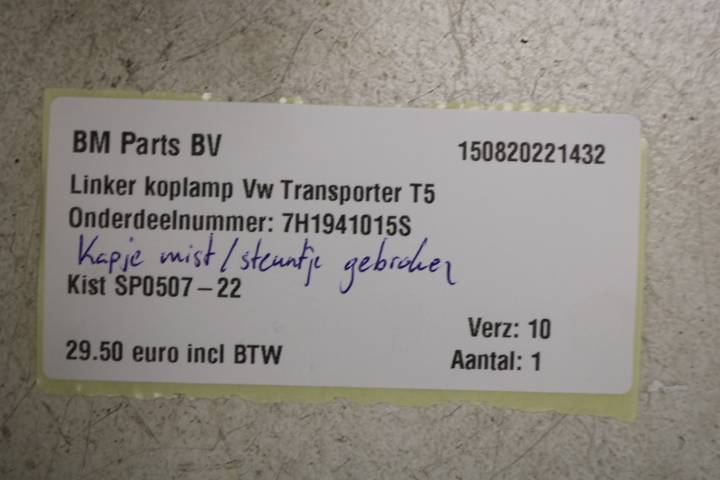 BM Parts BV
150820221432
Linker koplamp Vw Transporter T5
Onderdeelnummer: 7H1941015S
Kapje mist / steuntje gebroken
Kist SP0507-22
Verz: 10
29.50 euro incl BTW
Aantal: 1